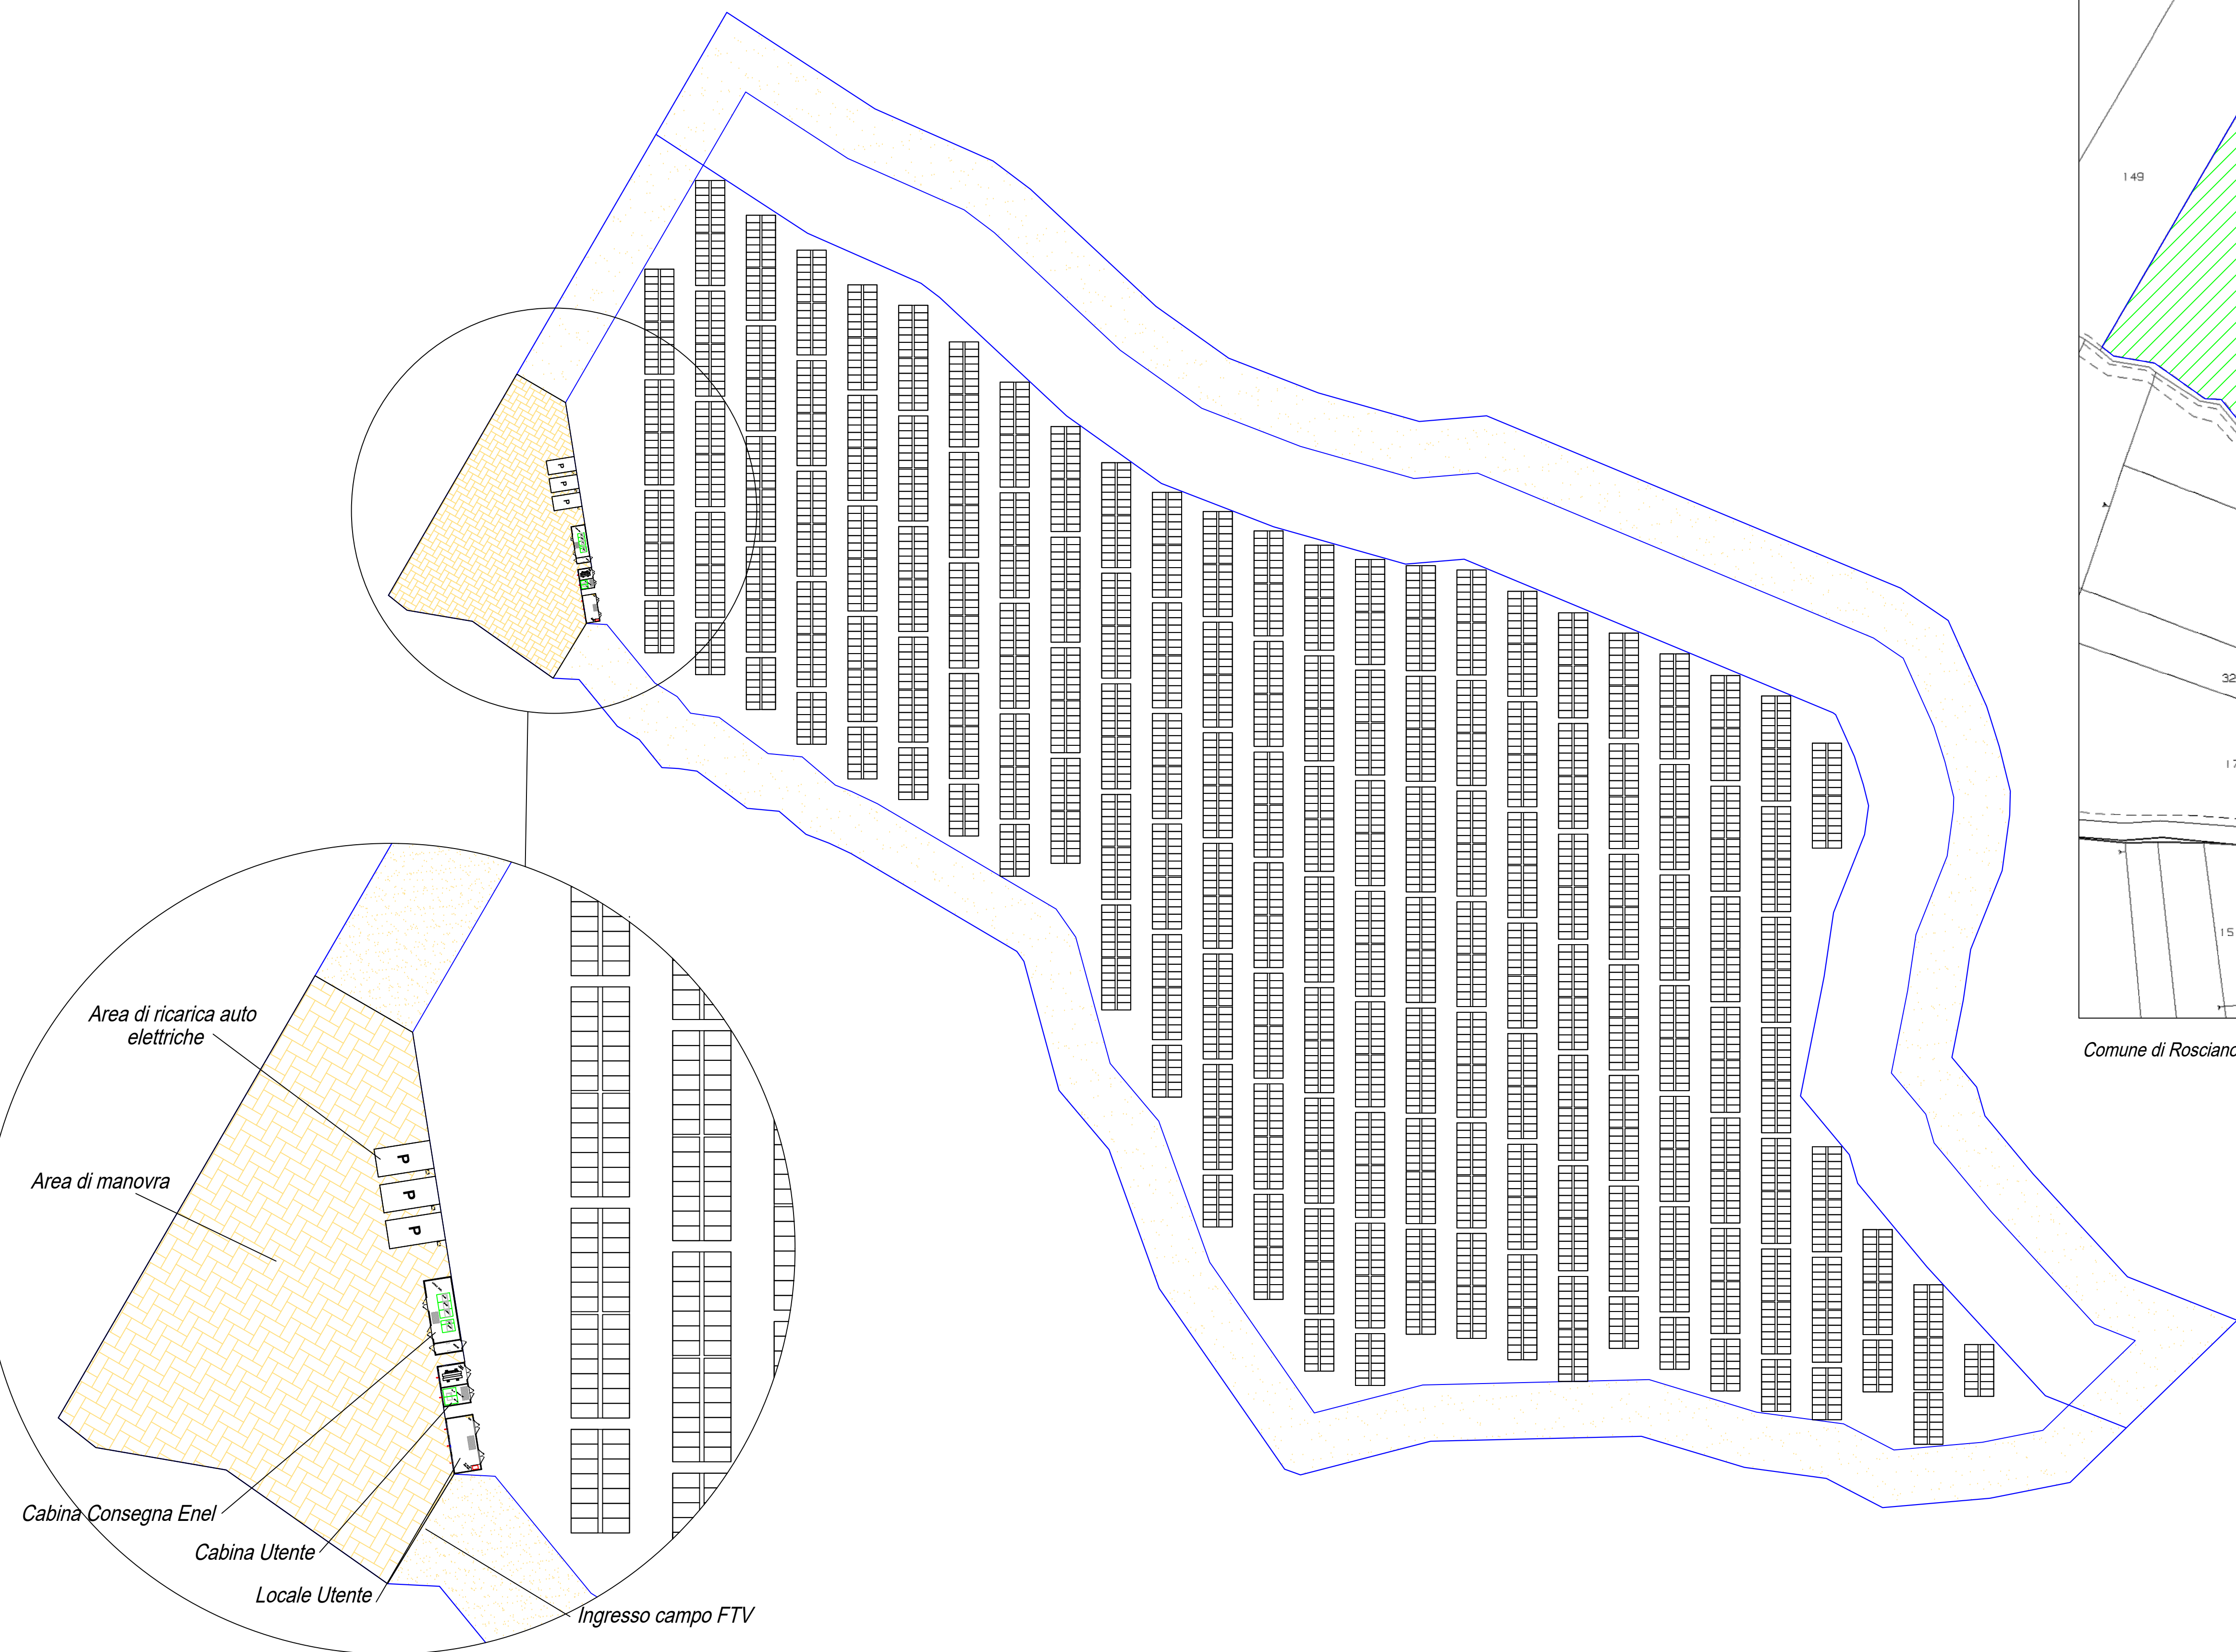 149
32
17
15
Comune di Rosciano
Area di ricarica auto
elettriche
Area di manovra
P
P
P
P
P
P
Cabina Consegna Enel
Cabina Utente
Locale Utente
Ingresso campo FTV